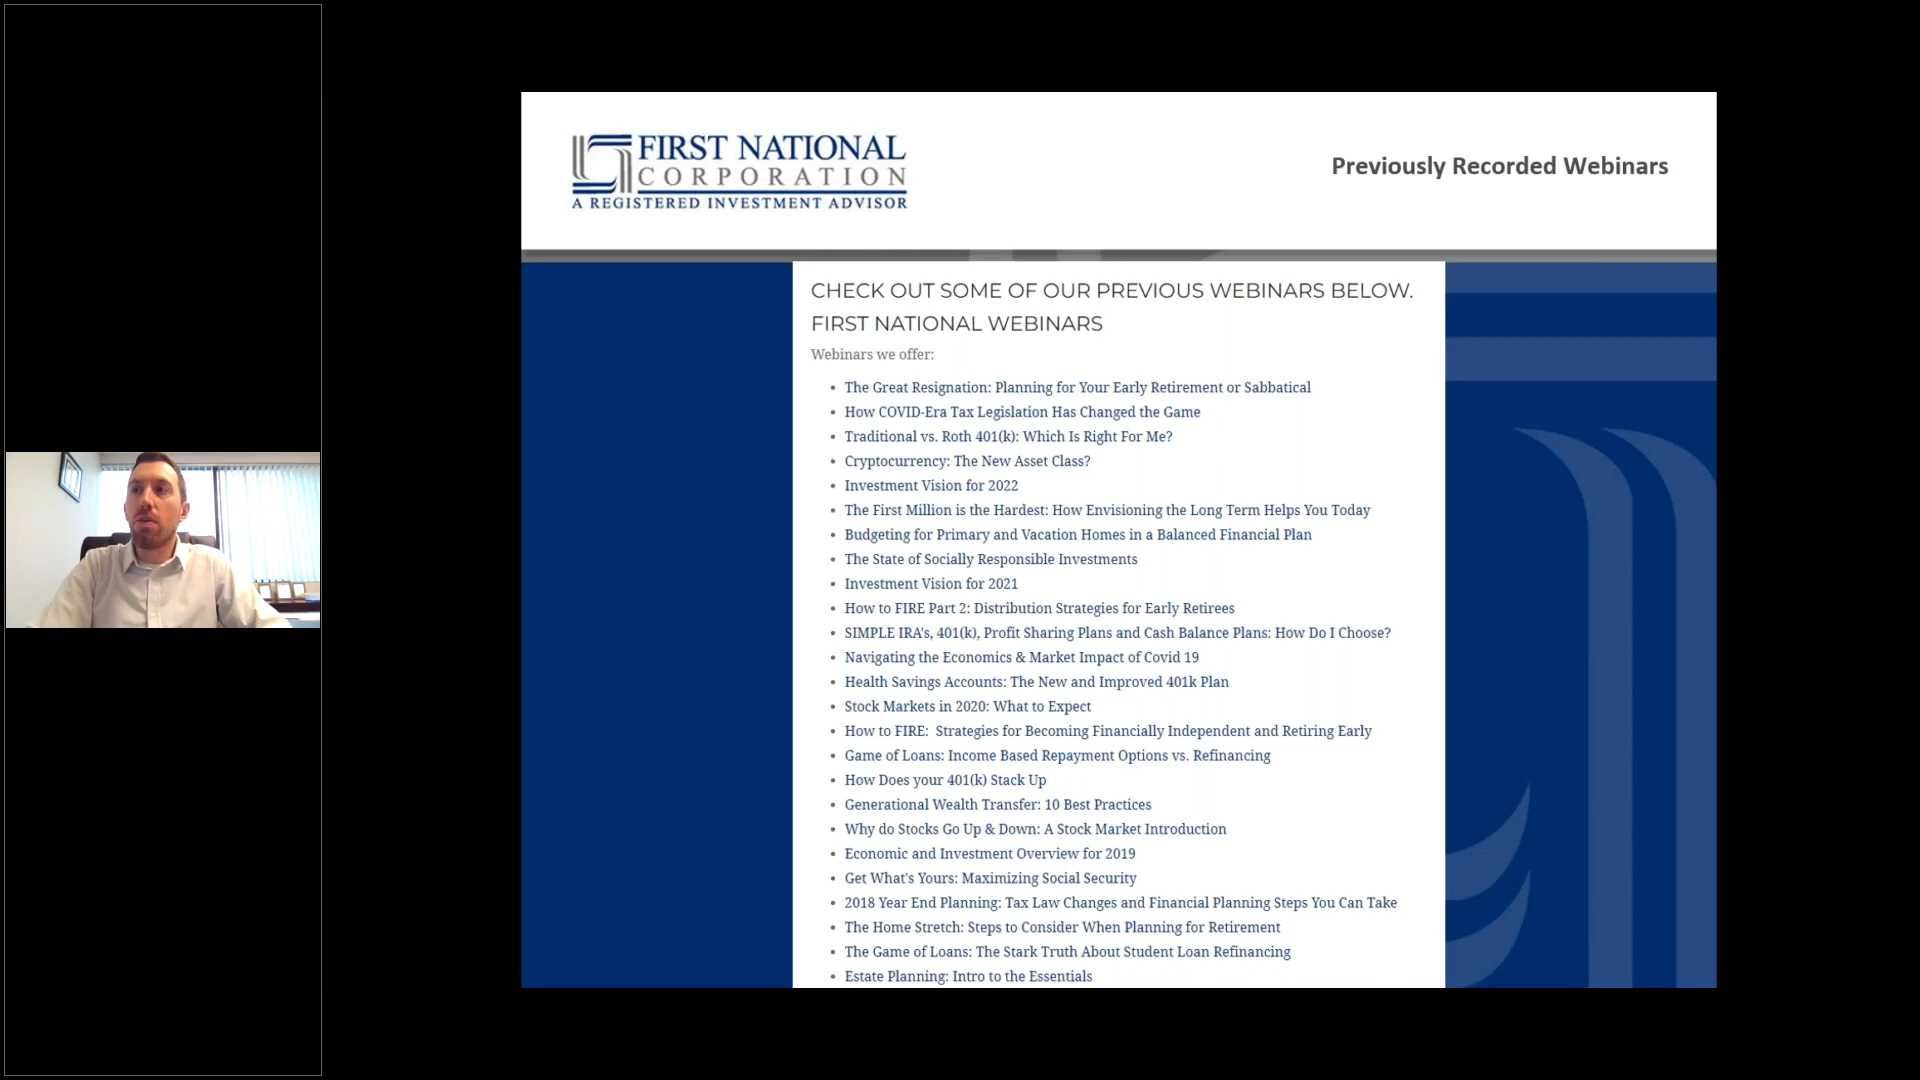 FIRST NATIONAL
CORPORATION
A REGISTERED INVESTMENT ADVISOR
Previously Recorded Webinars
CHECK OUT SOME OF OUR PREVIOUS WEBINARS BELOW.
FIRST NATIONAL WEBINARS
Webinars we offer:
• The Great Resignation: Planning for Your Early Retirement or Sabbatical
• How COVID-Era Tax Legislation Has Changed the Game
• Traditional vs. Roth 401(k): Which Is Right For Me?
• Cryptocurrency: The New Asset Class?
• Investment Vision for 2022
• The First Million is the Hardest: How Envisioning the Long Term Helps You Today
• Budgeting for Primary and Vacation Homes in a Balanced Financial Plan
• The State of Socially Responsible Investments
• Investment Vision for 2021
• How to FIRE Part 2: Distribution Strategies for Early Retirees
• SIMPLE IRA's, 401(k), Profit Sharing Plans and Cash Balance Plans: How Do I Choose?
• Navigating the Economics & Market Impact of Covid 19
• Health Savings Accounts: The New and Improved 401k Plan
• Stock Markets in 2020: What to Expect
• How to FIRE: Strategies for Becoming Financially Independent and Retiring Early
• Game of Loans: Income Based Repayment Options vs. Refinancing
• How Does your 401(k) Stack Up
• Generational Wealth Transfer: 10 Best Practices
• Why do Stocks Go Up & Down: A Stock Market Introduction
• Economic and Investment Overview for 2019
• Get What's Yours: Maximizing Social Security
• 2018 Year End Planning: Tax Law Changes and Financial Planning Steps You Can Take
• The Home Stretch: Steps to Consider When Planning for Retirement
• The Game of Loans: The Stark Truth About Student Loan Refinancing
• Estate Planning: Intro to the Essentials